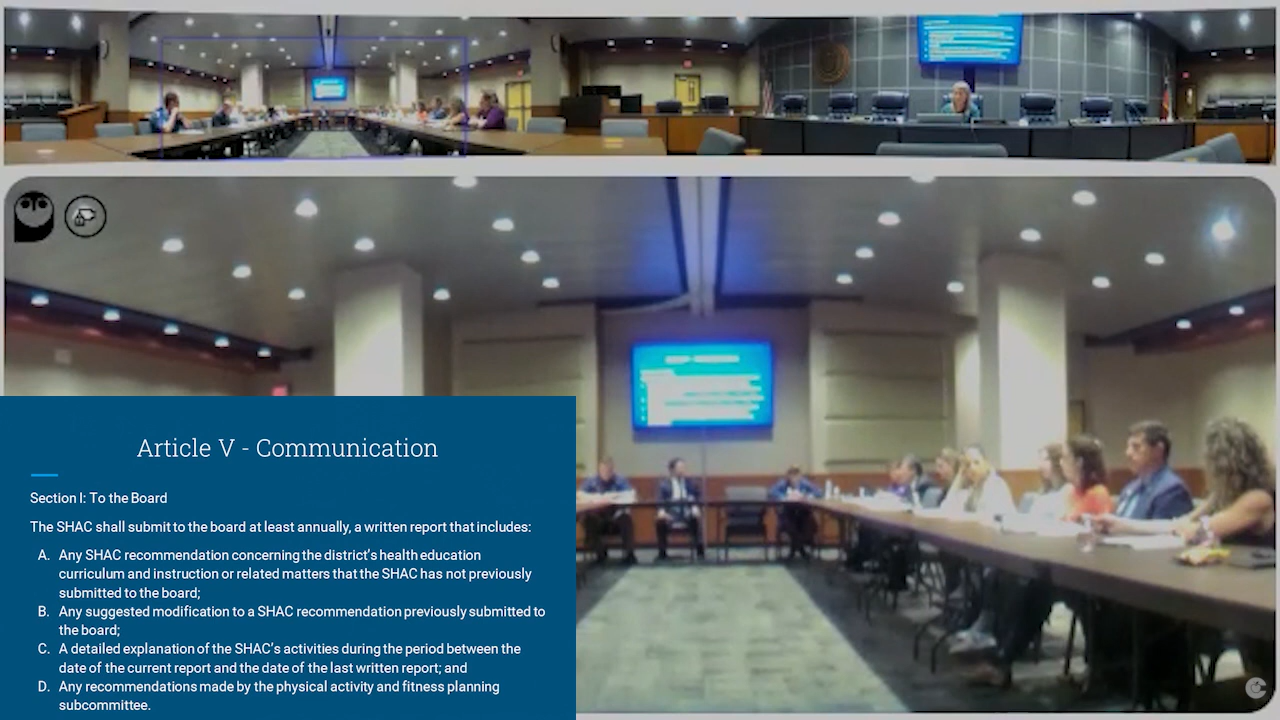 Article V - Communication
Section I: To the Board
The SHAC shall submit to the board at least annually, a written report that includes:
A. Any SHAC recommendation concerning the district's health education
curriculum and instruction or related matters that the SHAC has not previously
submitted to the board;
B. Any suggested modification to a SHAC recommendation previously submitted to
the board;
C. A detailed explanation of the SHAC's activities during the period between the
date of the current report and the date of the last written report; and
D. Any recommendations made by the physical activity and fitness planning
subcommittee.